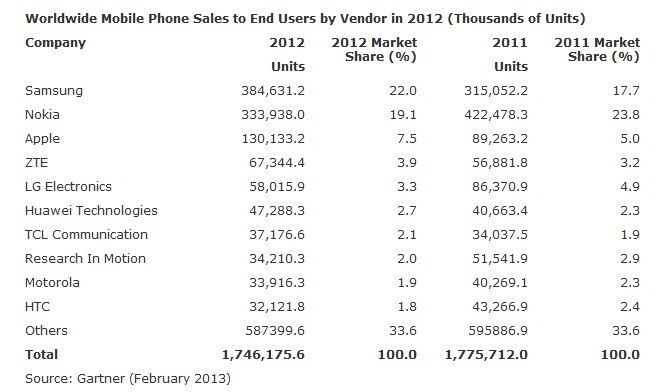 Worldwide Mobile Phone Sales to End Users by Vendor in 2012 (Thousands of Units)
Company 2012 2012 Market 2011 2011 Market
Units Share (%) Units Share (%)
Samsung 384,631.2 22.0 315,052.2 17.7
Nokia 333,938.0 19.1 422,478.3 23.8
Apple 130,133.2 7.5 89,263.2 5.0
ZTE 67,344.4 3.9 56,881.8 3.2
LG Electronics 58,015.9 3.3 86,370.9 4.9
Huawei Technologies 47,288.3 2.7 40,663.4 2.3
TCL Communication 37,176.6 2.1 34,037.5 1.9
Research In Motion 34,210.3 2.0 51,541.9 2.9
Motorola 33,916.3 1.9 40,269.1 2.3
HTC 32,121.8 1.8 43,266.9 2.4
Others 587399.6 33.6 595886.9 33.6
Total 1,746,175.6 100.0 1,775,712.0 100.0
Source: Gartner (February 2013)